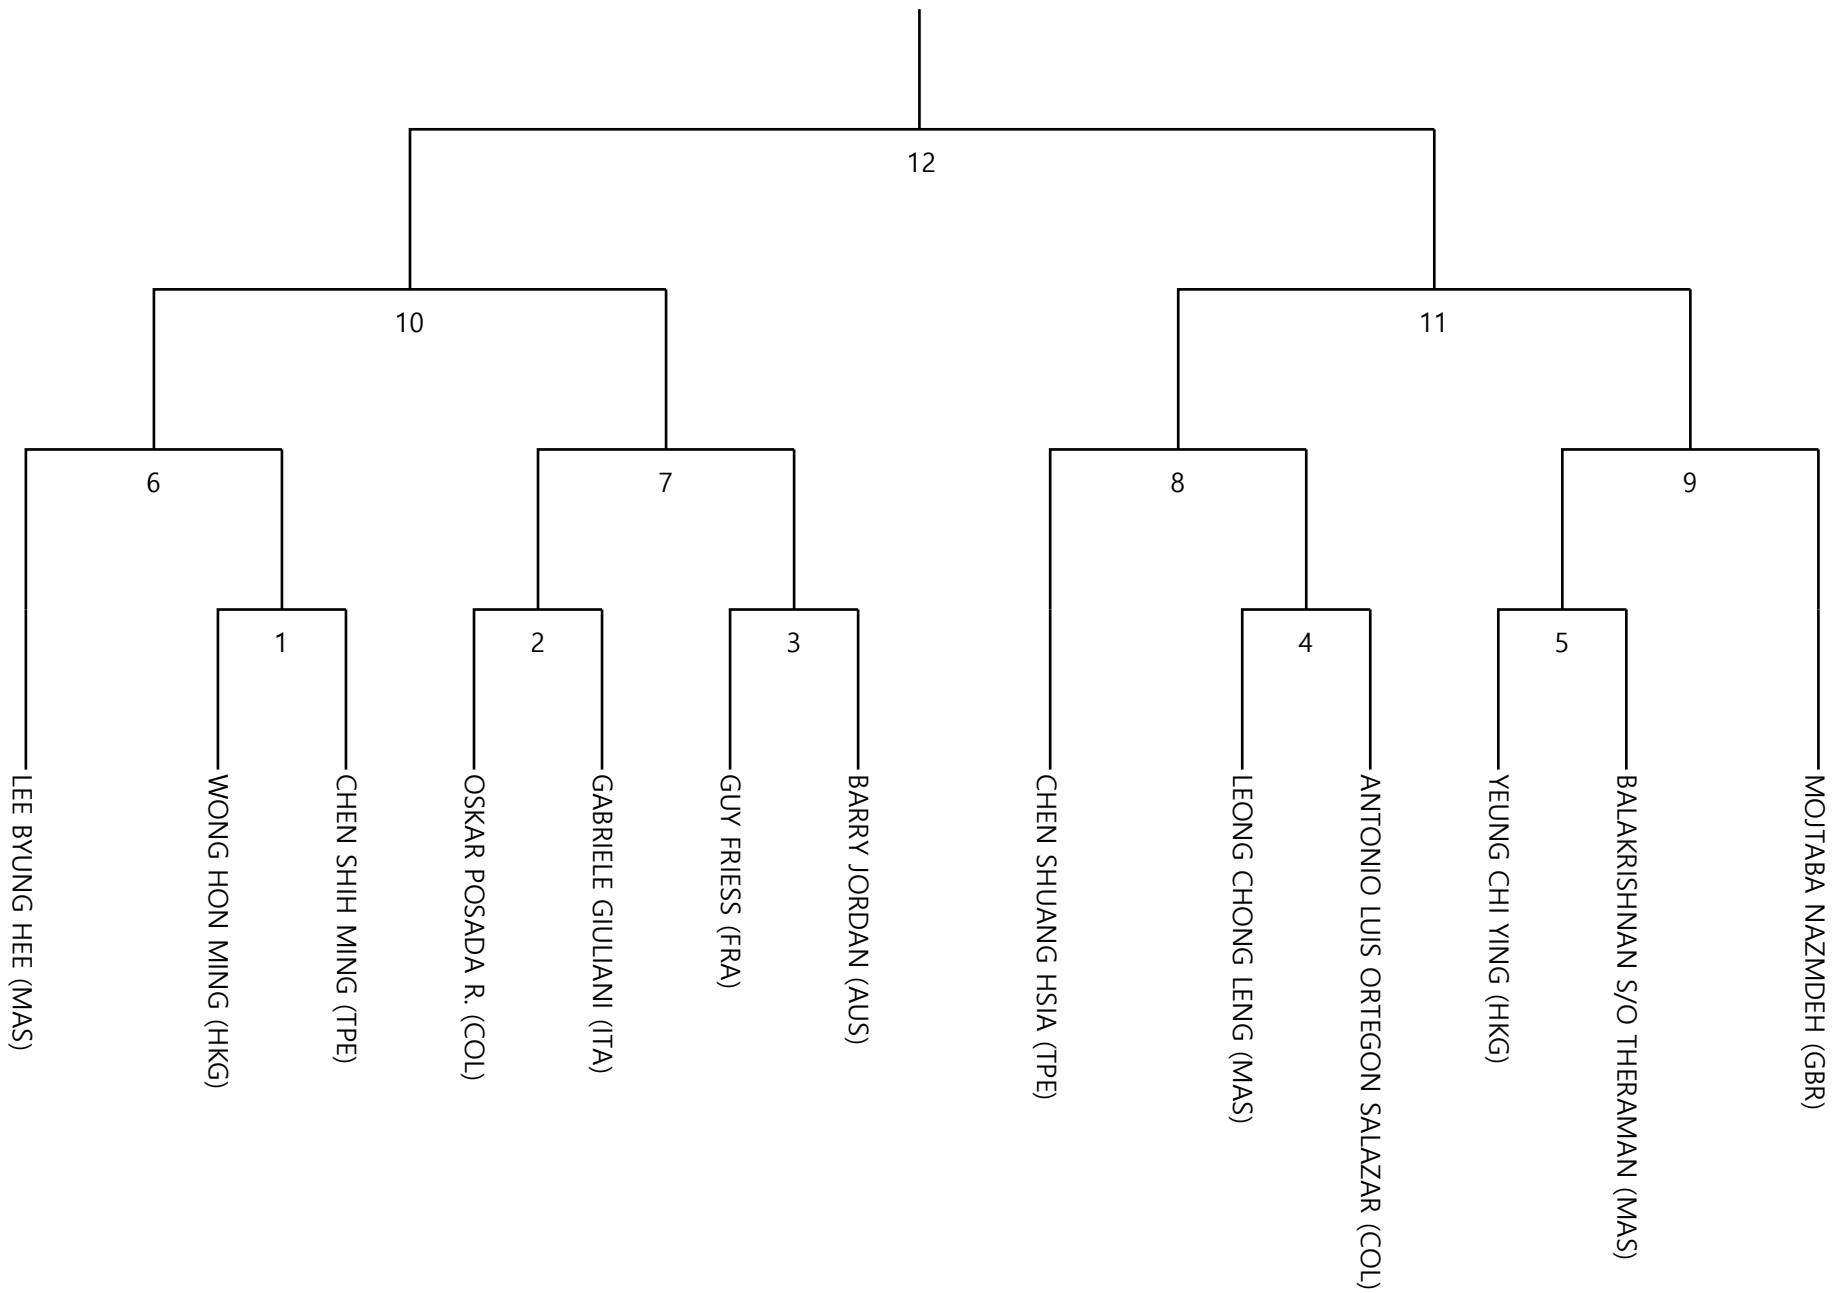 12
10
11
6
7
8
9
1
2
3
4
5
LEE BYUNG HEE (MAS)
WONG HON MING (HKG)
CHEN SHIH MING (TPE)
OSKAR POSADA R. (COL)
GABRIELE GIULIANI (ITA)
GUY FRIESS (FRA)
BARRY JORDAN (AUS)
CHEN SHUANG HSIA (TPE)
LEONG CHONG LENG (MAS)
ANTONIO LUIS ORTEGON SALAZAR (COL)
YEUNG CHI YING (HKG)
BALAKRISHNAN S/O THERAMAN (MAS)
MOJTABA NAZMDEH (GBR)